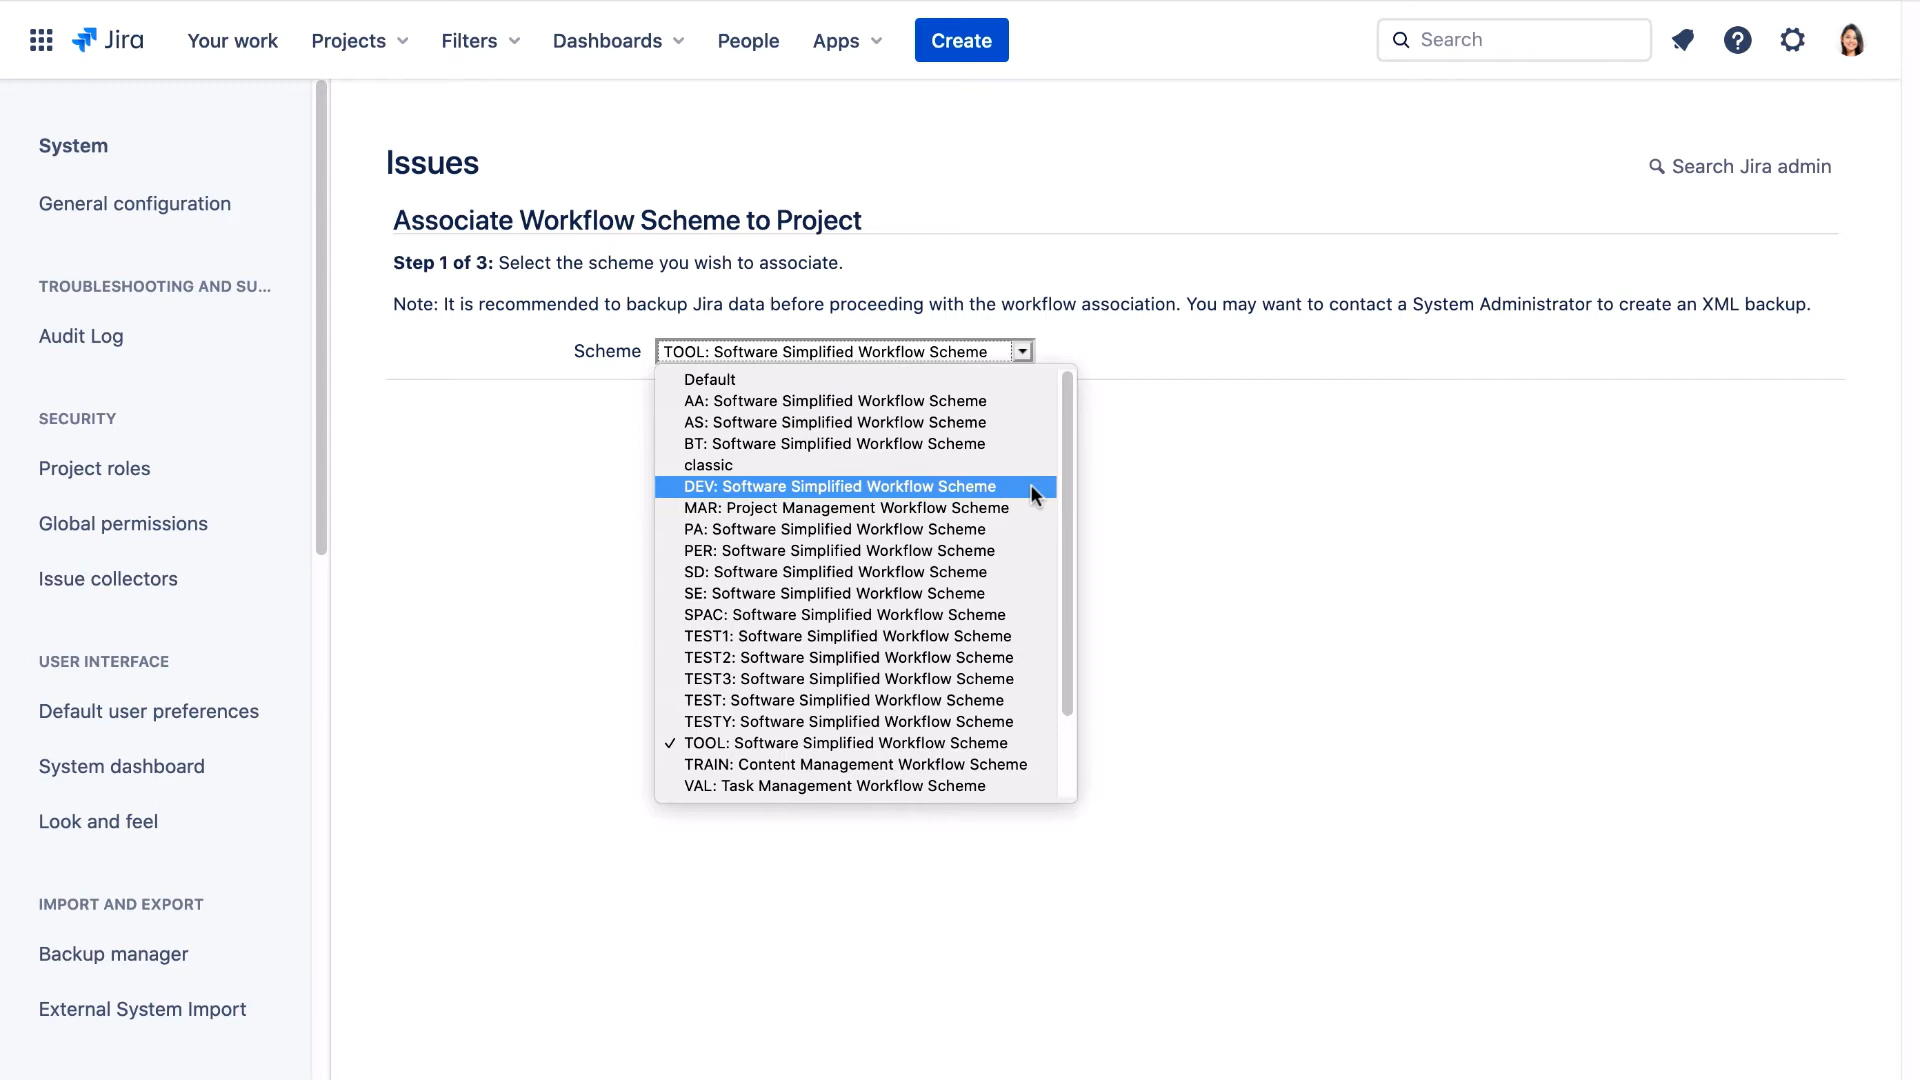 Jira Your work Projects Filters Dashboards People Apps Create Search
System
General configuration
TROUBLESHOOTING AND SU...
Audit Log
SECURITY
Project roles
Global permissions
Issue collectors
USER INTERFACE
Default user preferences
System dashboard
Look and feel
IMPORT AND EXPORT
Backup manager
External System Import
Issues
Search Jira admin
Associate Workflow Scheme to Project
Step 1 of 3: Select the scheme you wish to associate.
Note: It is recommended to backup Jira data before proceeding with the workflow association. You may want to contact a System Administrator to create an XML backup.
Scheme TOOL: Software Simplified Workflow Scheme
Default
AA: Software Simplified Workflow Scheme
AS: Software Simplified Workflow Scheme
BT: Software Simplified Workflow Scheme
classic
DEV: Software Simplified Workflow Scheme
MAR: Project Management Workflow Scheme
PA: Software Simplified Workflow Scheme
PER: Software Simplified Workflow Scheme
SD: Software Simplified Workflow Scheme
SE: Software Simplified Workflow Scheme
SPAC: Software Simplified Workflow Scheme
TEST1: Software Simplified Workflow Scheme
TEST2: Software Simplified Workflow Scheme
TEST3: Software Simplified Workflow Scheme
TEST: Software Simplified Workflow Scheme
TESTY: Software Simplified Workflow Scheme
✓ TOOL: Software Simplified Workflow Scheme
TRAIN: Content Management Workflow Scheme
VAL: Task Management Workflow Scheme